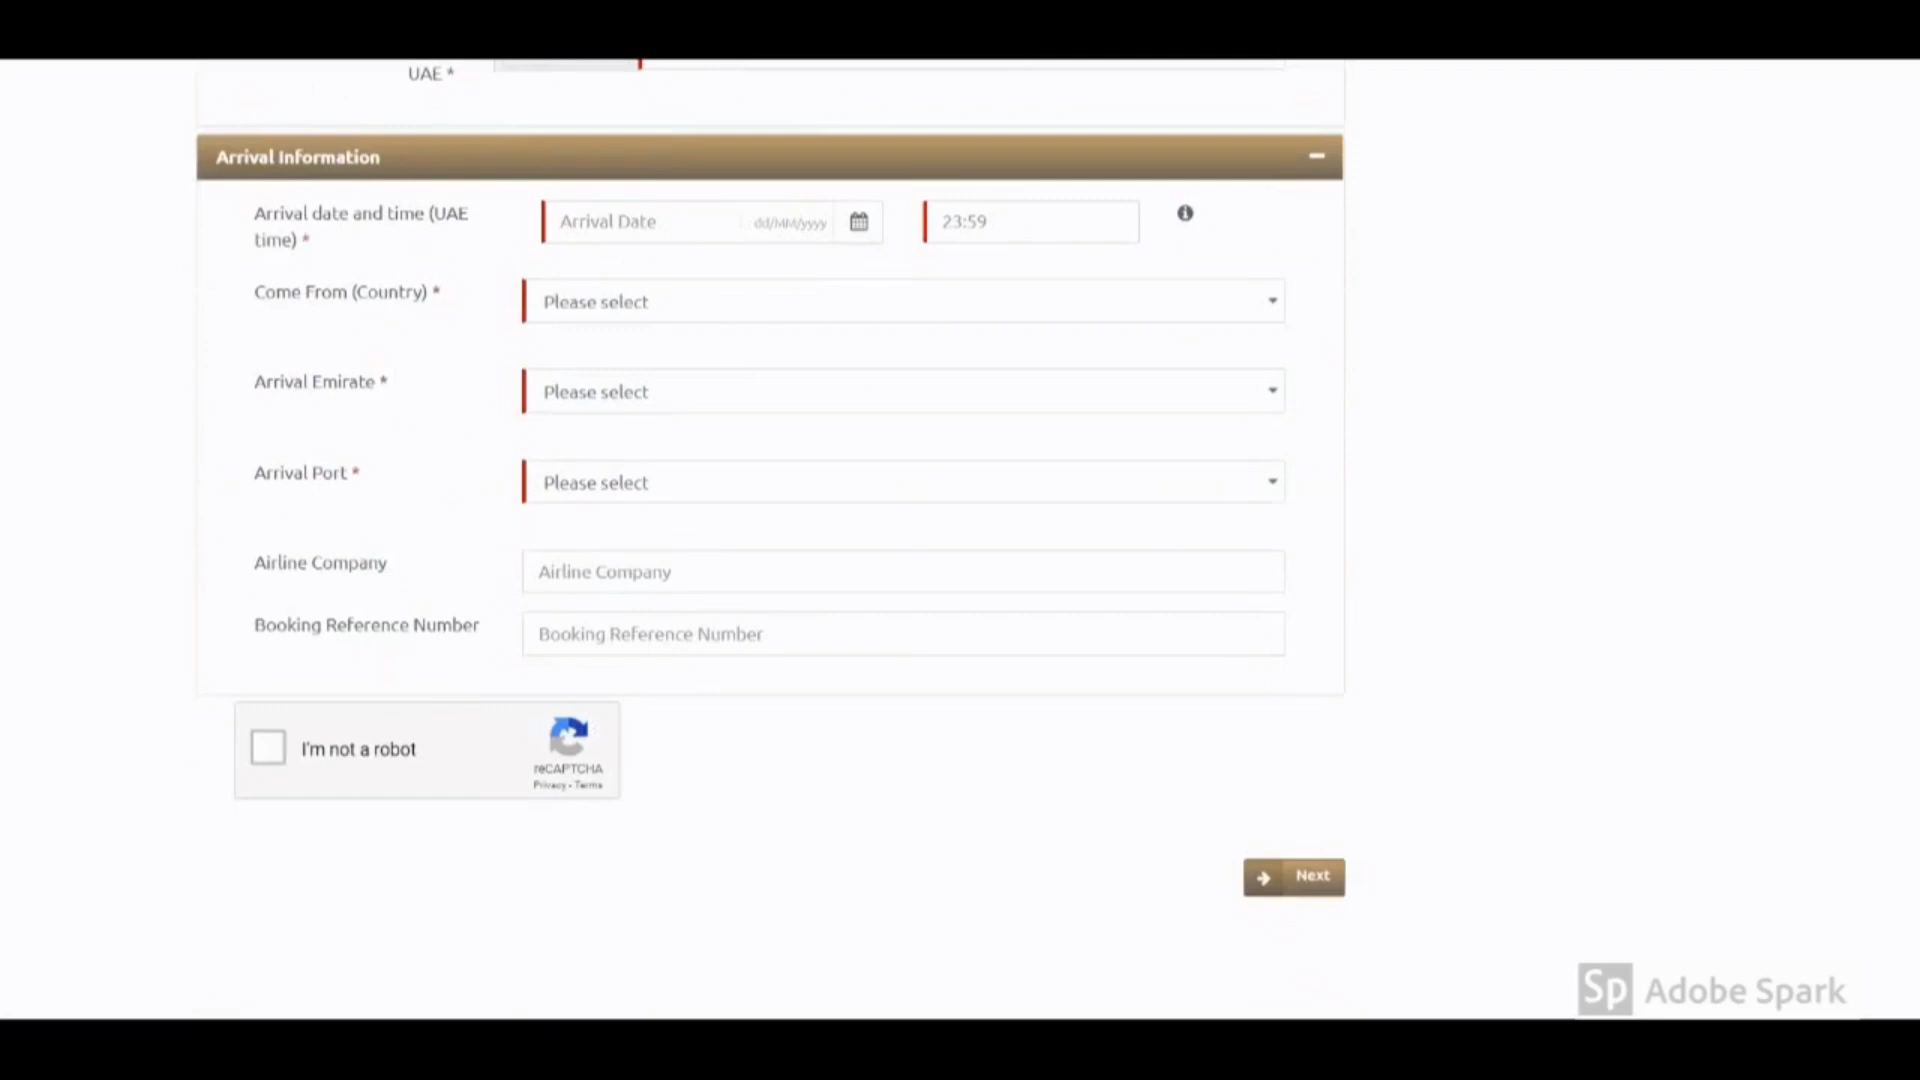 UAE *
Arrival Information
Arrival date and time (UAE time) *
Arrival Date dd/MM/yyyy
23:59
Come From (Country) *
Please select
Arrival Emirate *
Please select
Arrival Port *
Please select
Airline Company
Airline Company
Booking Reference Number
Booking Reference Number
I'm not a robot
reCAPTCHA
Privacy - Terms
Next
Sp Adobe Spark